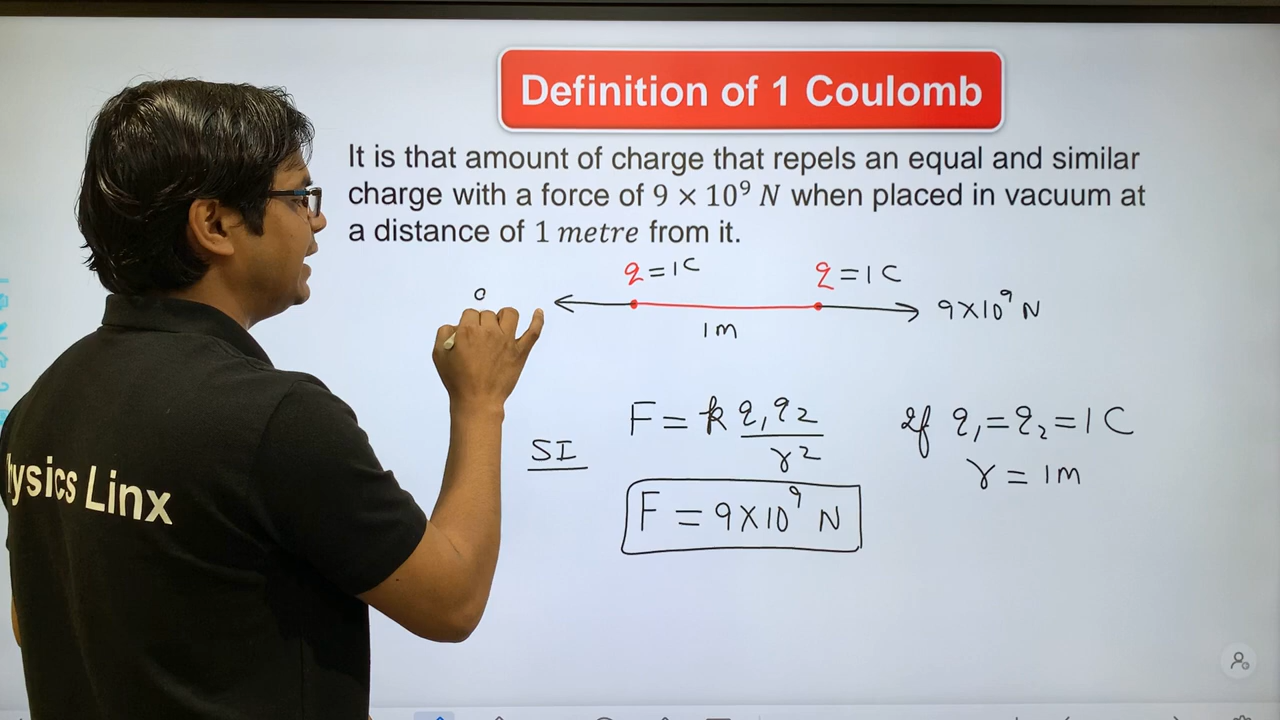 Definition of 1 Coulomb
It is that amount of charge that repels an equal and similar
charge with a force of 9 × 10⁹ N when placed in vacuum at
a distance of 1 metre from it.
q = 1C q = 1C
9×10⁹ N
1m
F = k q₁q₂/r² If q₁ = q₂ = 1C
SI r = 1m
F = 9×10⁹ N
ysics Linx